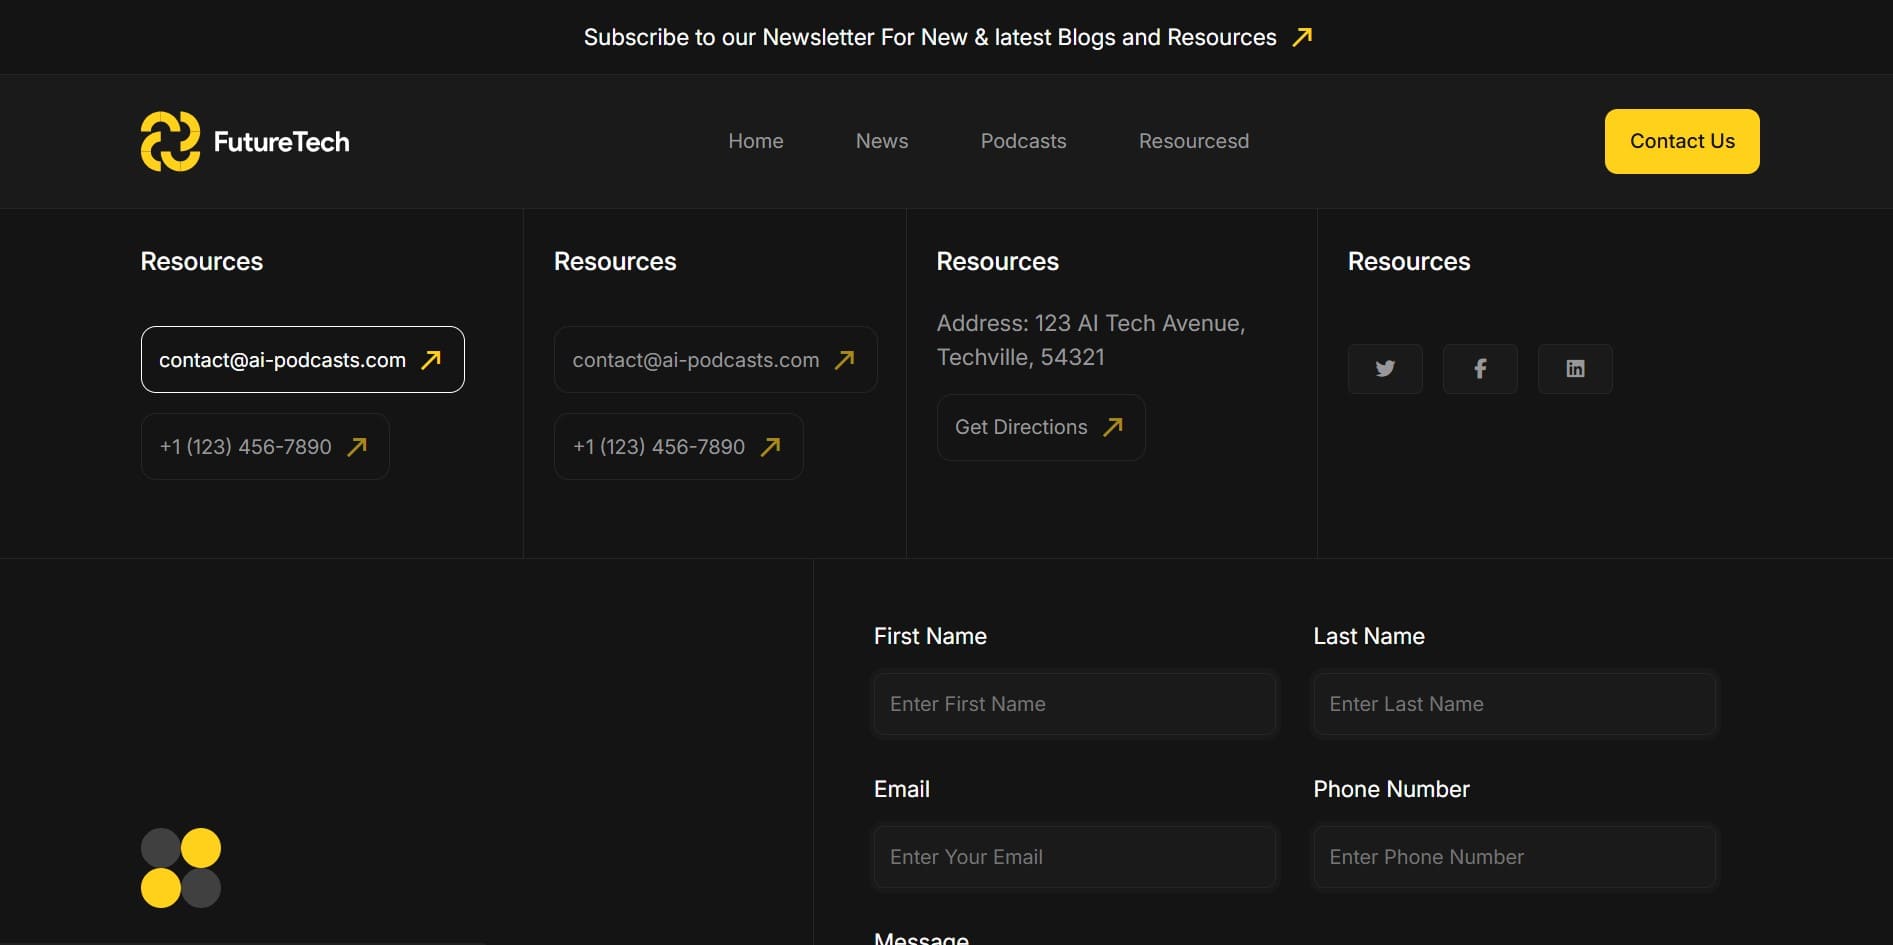 Subscribe to our Newsletter For New & latest Blogs and Resources
FutureTech
Home
News
Podcasts
Resourcesd
Contact Us
Resources
contact@ai-podcasts.com
+1 (123) 456-7890
Resources
contact@ai-podcasts.com
+1 (123) 456-7890
Resources
Address: 123 AI Tech Avenue,
Techville, 54321
Get Directions
Resources
First Name
Enter First Name
Last Name
Enter Last Name
Email
Enter Your Email
Phone Number
Enter Phone Number
Message